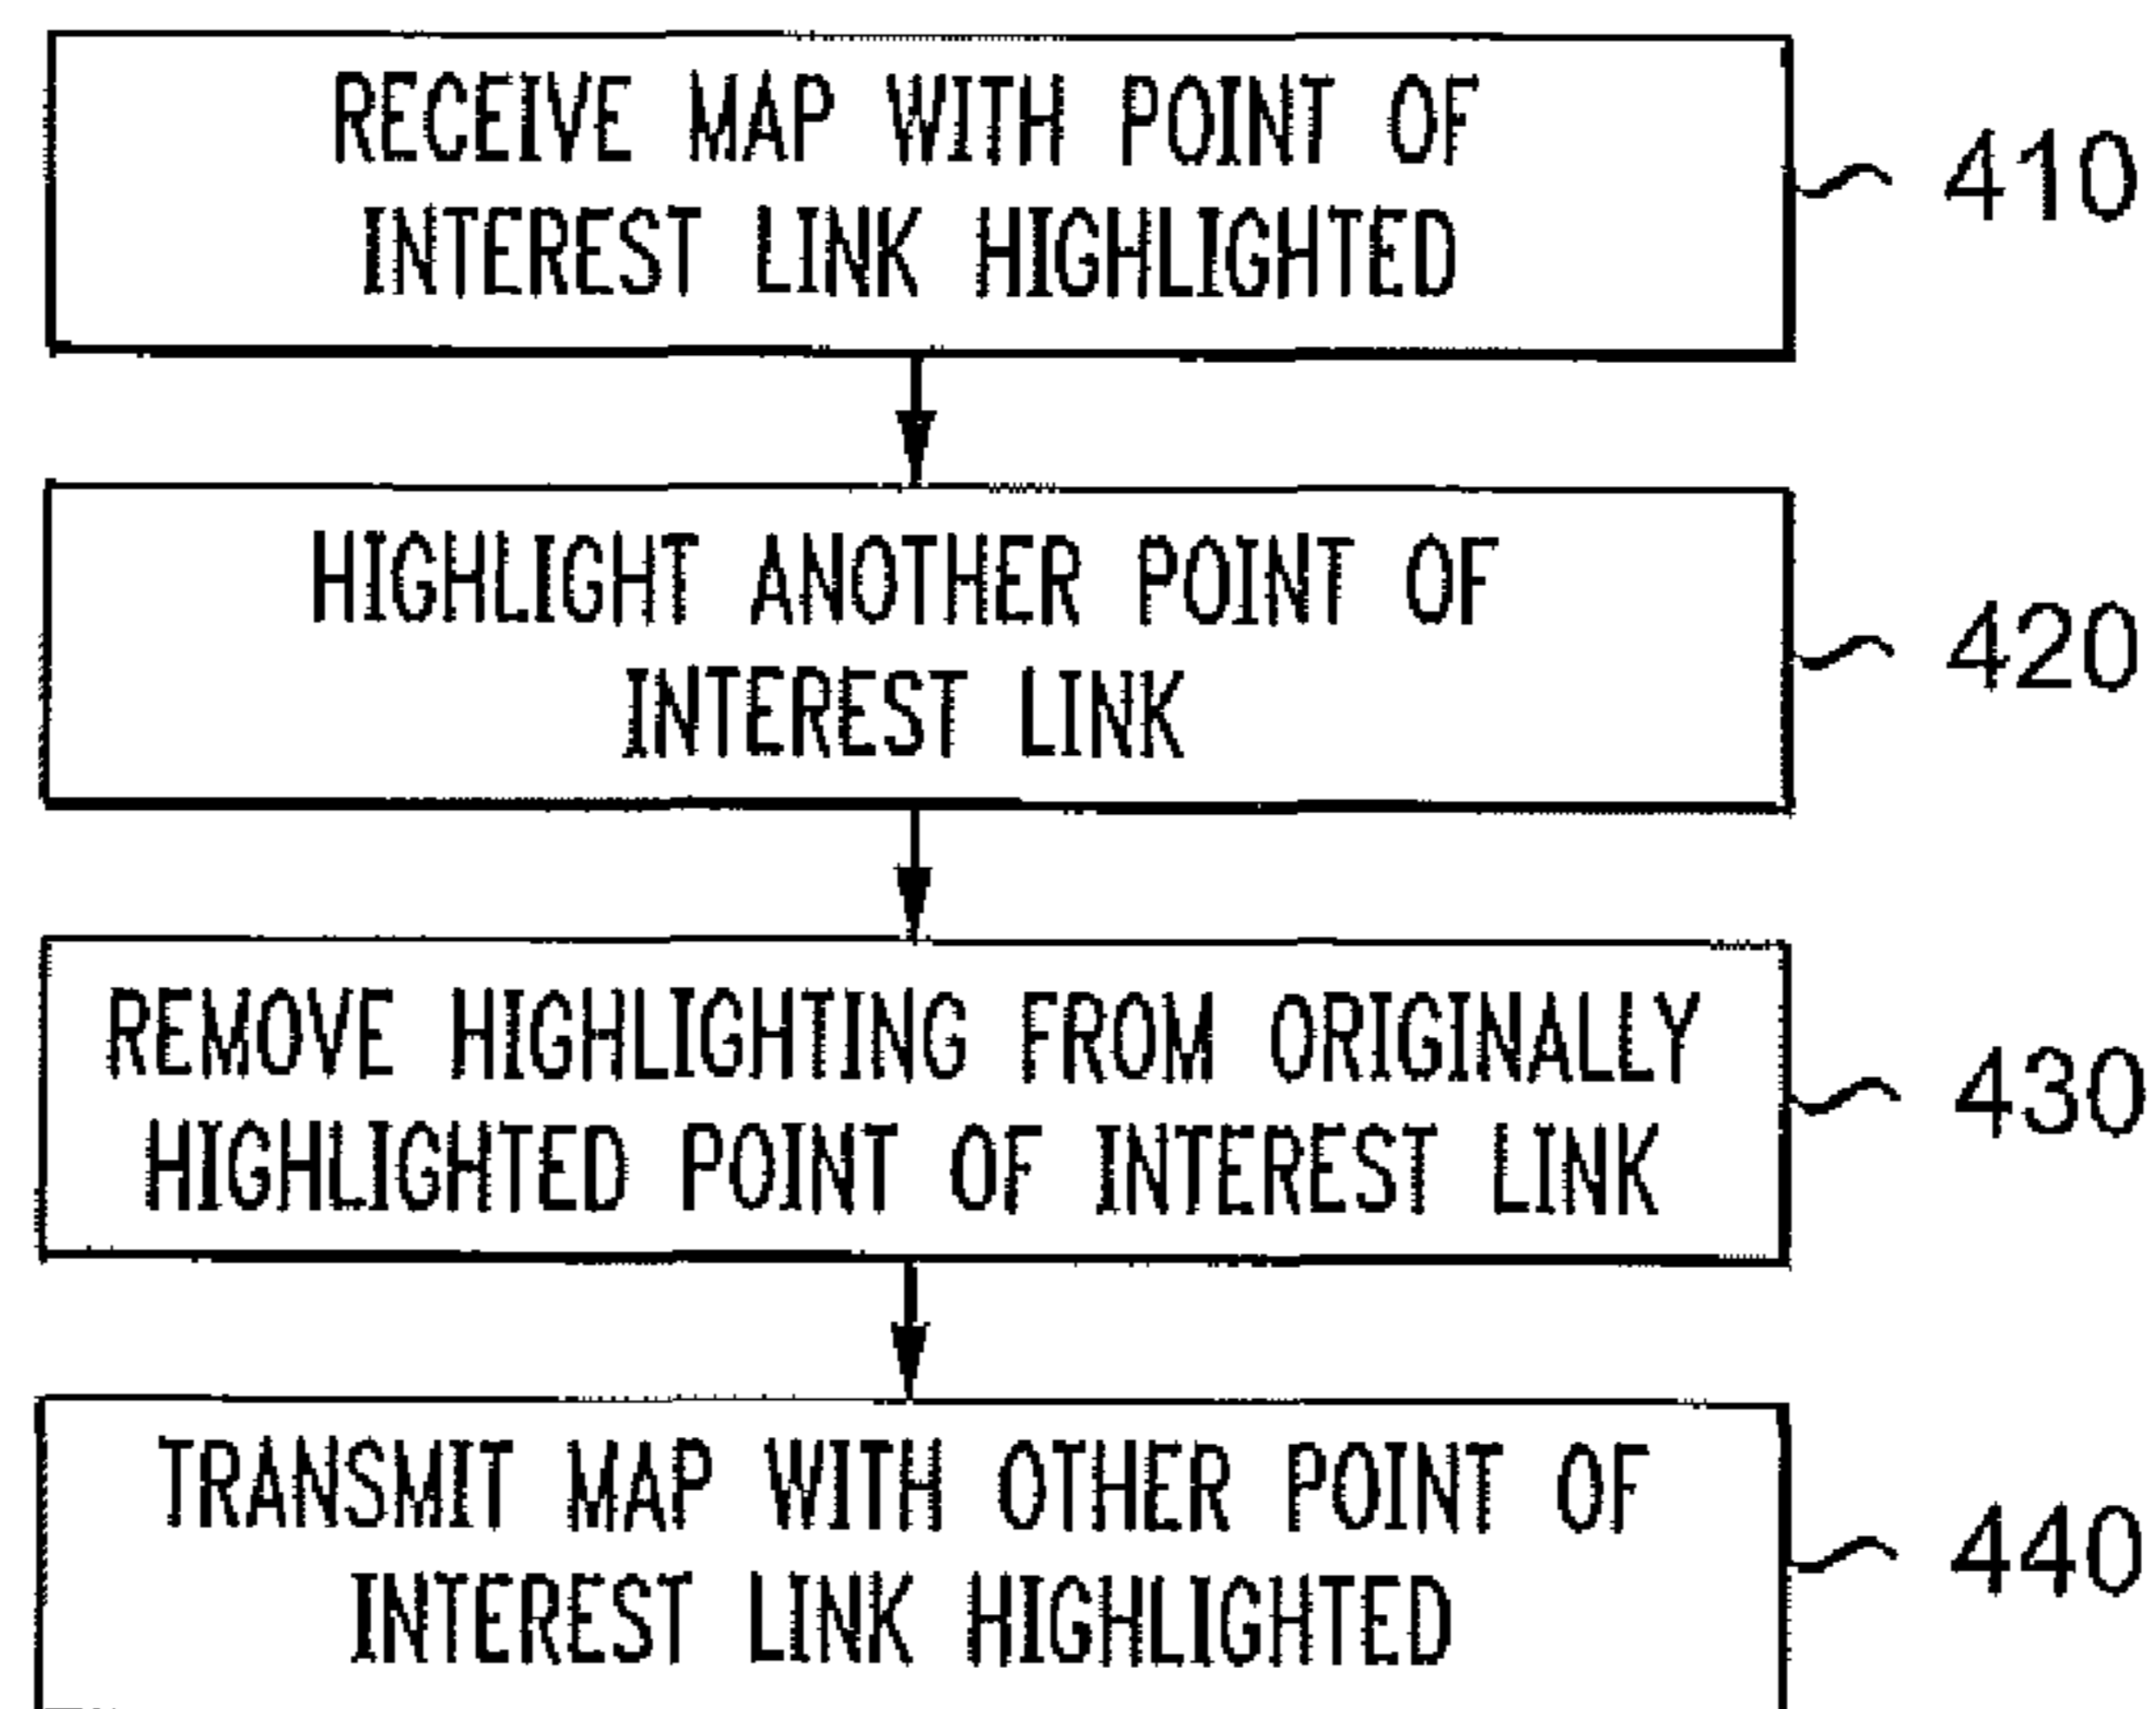 RECEIVE MAP WITH POINT OF
INTEREST LINK HIGHLIGHTED
410
HIGHLIGHT ANOTHER POINT OF
INTEREST LINK
420
REMOVE HIGHLIGHTING FROM ORIGINALLY
HIGHLIGHTED POINT OF INTEREST LINK
430
TRANSMIT MAP WITH OTHER POINT OF
INTEREST LINK HIGHLIGHTED
440